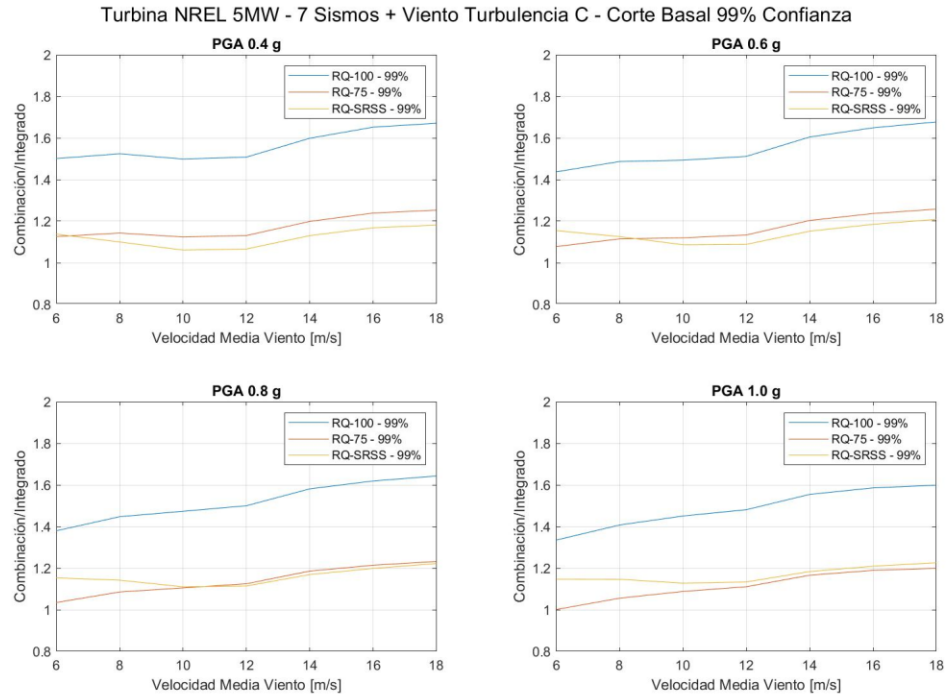 Turbina NREL 5MW - 7 Sismos + Viento Turbulencia C - Corte Basal 99% Confianza
PGA 0.4 g
2
1.8
1.6
1.4
1.2
1
0.8
Combinación/Integrado
RQ-100 - 99%
RQ-75 - 99%
RQ-SRSS - 99%
6 8 10 12 14 16 18
Velocidad Media Viento [m/s]
PGA 0.6 g
2
1.8
1.6
1.4
1.2
1
0.8
Combinación/Integrado
RQ-100 - 99%
RQ-75 - 99%
RQ-SRSS - 99%
6 8 10 12 14 16 18
Velocidad Media Viento [m/s]
PGA 0.8 g
2
1.8
1.6
1.4
1.2
1
0.8
Combinación/Integrado
RQ-100 - 99%
RQ-75 - 99%
RQ-SRSS - 99%
6 8 10 12 14 16 18
Velocidad Media Viento [m/s]
PGA 1.0 g
2
1.8
1.6
1.4
1.2
1
0.8
Combinación/Integrado
RQ-100 - 99%
RQ-75 - 99%
RQ-SRSS - 99%
6 8 10 12 14 16 18
Velocidad Media Viento [m/s]